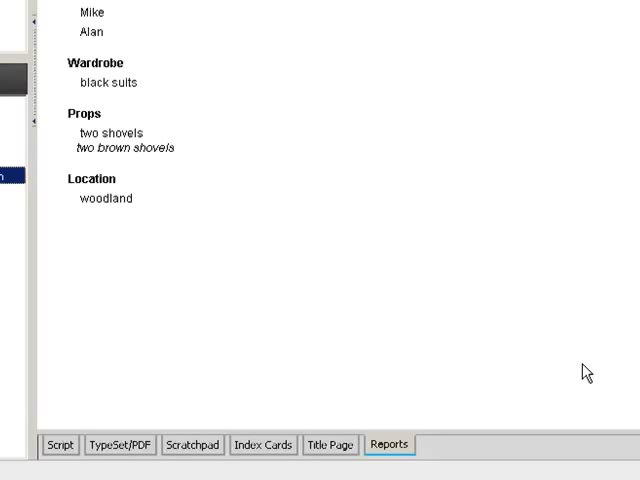 Mike
Alan
Wardrobe
black suits
Props
two shovels
two brown shovels
Location
woodland
Script TypeSet/PDF Scratchpad Index Cards Title Page Reports